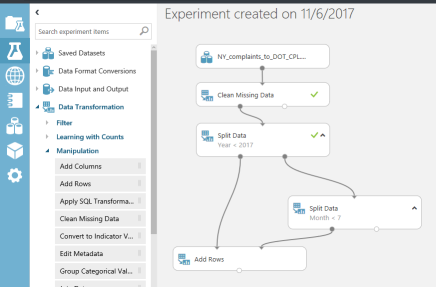 Experiment created on 11/6/2017
Search experiment items
Saved Datasets
Data Format Conversions
Data Input and Output
Data Transformation
Filter
Learning with Counts
Manipulation
Add Columns
Add Rows
Apply SQL Transforma...
Clean Missing Data
Convert to Indicator V...
Edit Metadata
Group Categorical Val...
NY_complaints_to_DOT_CPL....
Clean Missing Data
Split Data
Year < 2017
Split Data
Month < 7
Add Rows